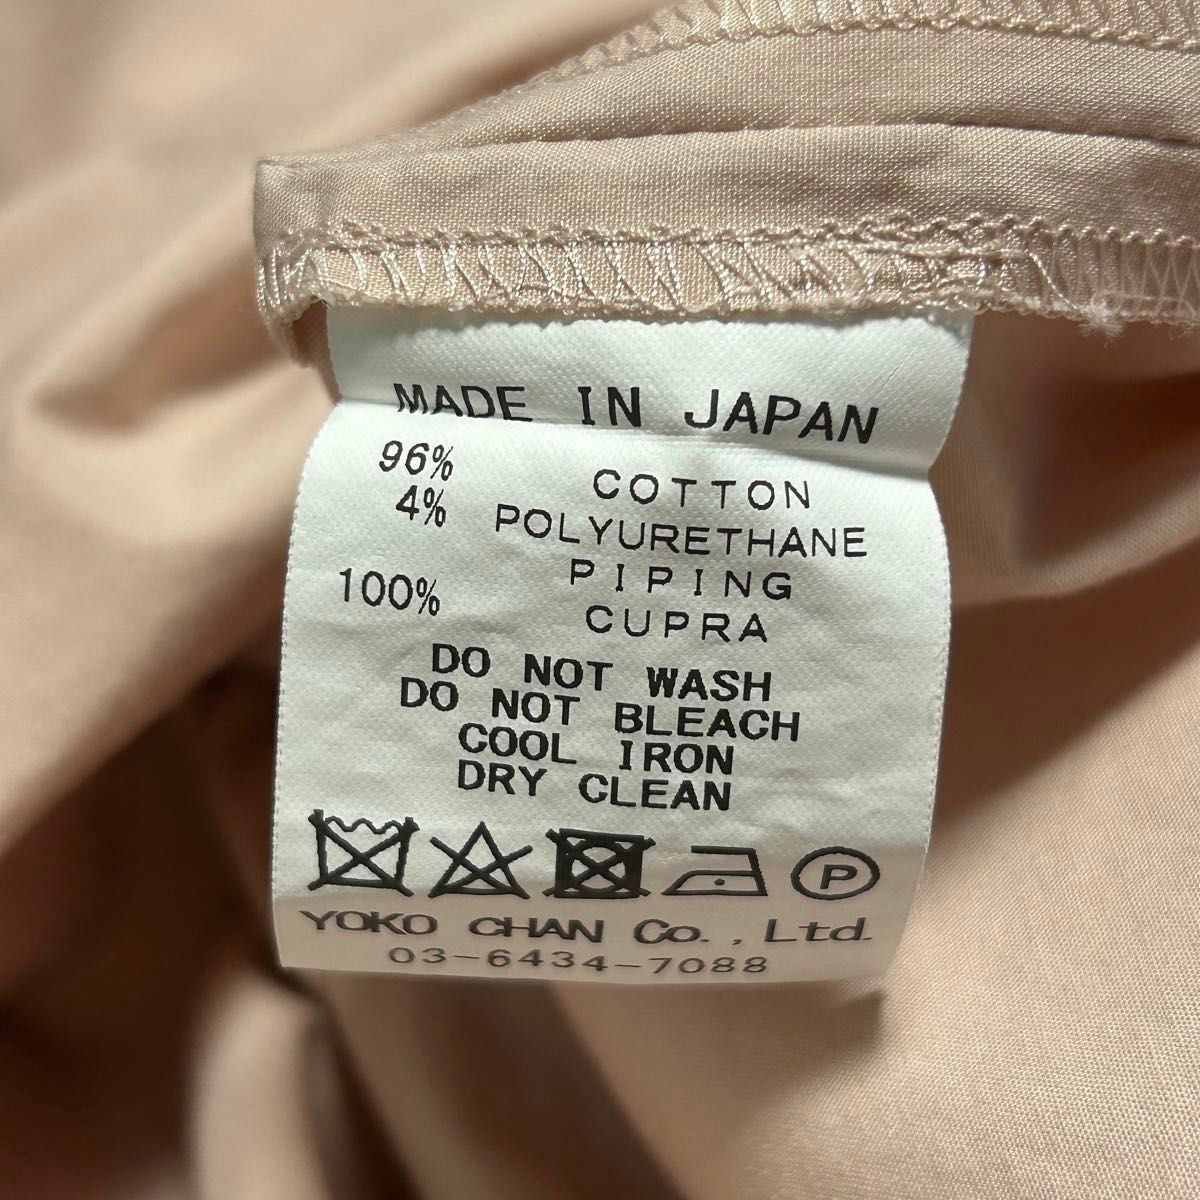 MADE IN JAPAN
96% COTTON
4% POLYURETHANE
PIPING
100% CUPRA
DO NOT WASH
DO NOT BLEACH
COOL IRON
DRY CLEAN
P
YOKO CHAN Co., Ltd.
03-6434-7088